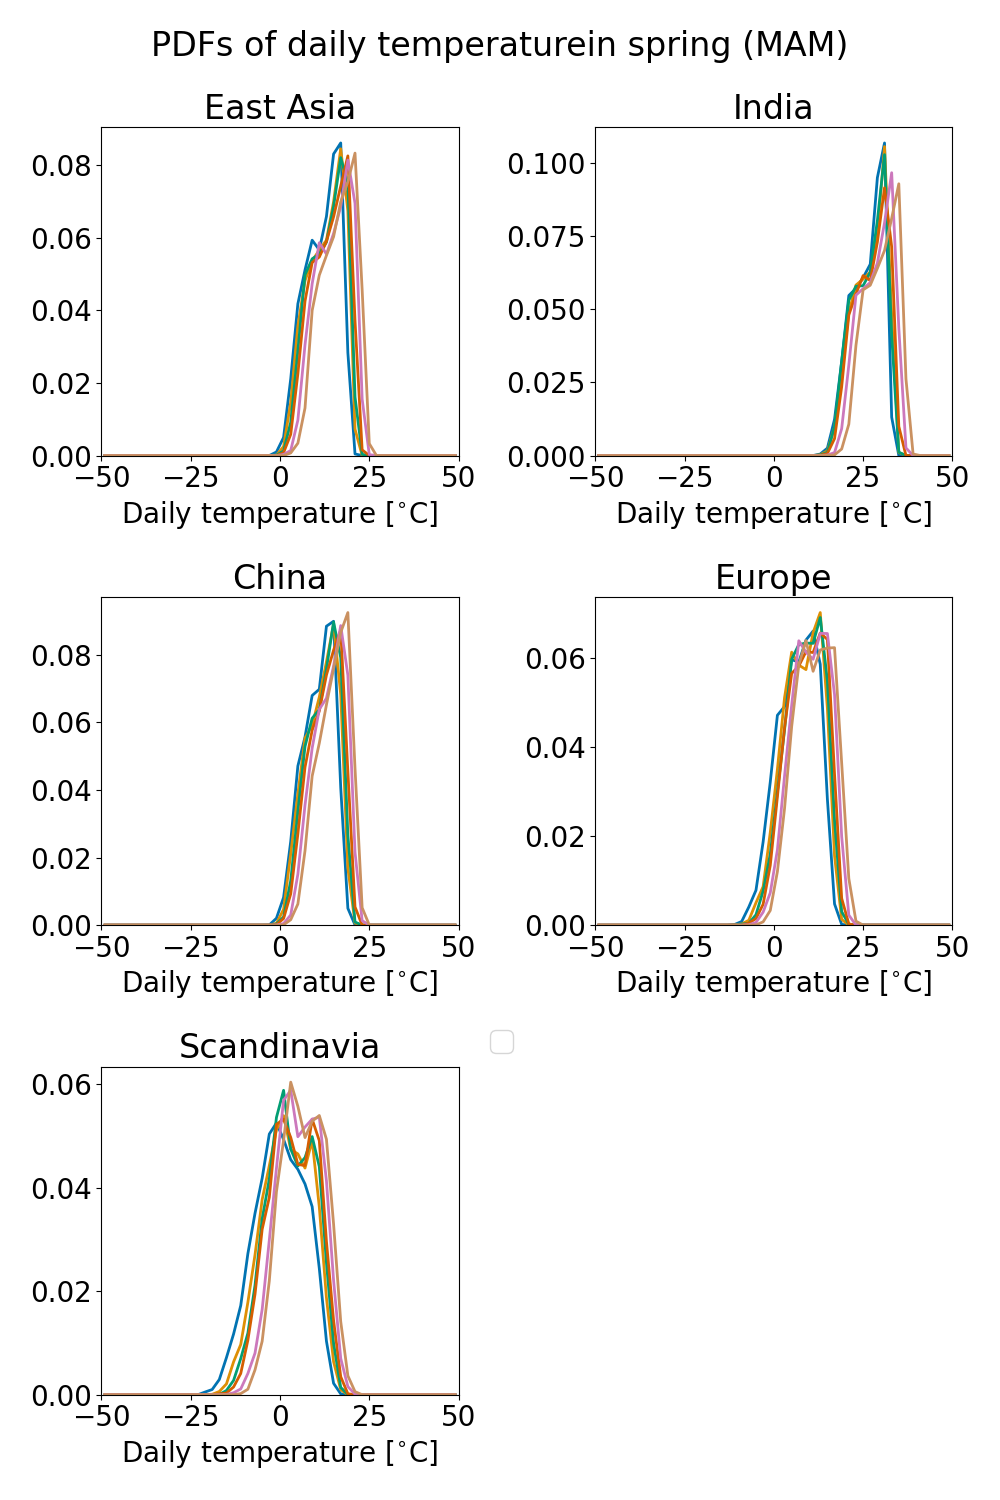 PDFs of daily temperaturein spring (MAM)
East Asia
India
0.08
0.06
0.04
0.02
0.00
−50 −25 0 25 50
Daily temperature [°C]
0.100
0.075
0.050
0.025
0.000
−50 −25 0 25 50
Daily temperature [°C]
China
Europe
0.08
0.06
0.04
0.02
0.00
−50 −25 0 25 50
Daily temperature [°C]
0.06
0.04
0.02
0.00
−50 −25 0 25 50
Daily temperature [°C]
Scandinavia
0.06
0.04
0.02
0.00
−50 −25 0 25 50
Daily temperature [°C]